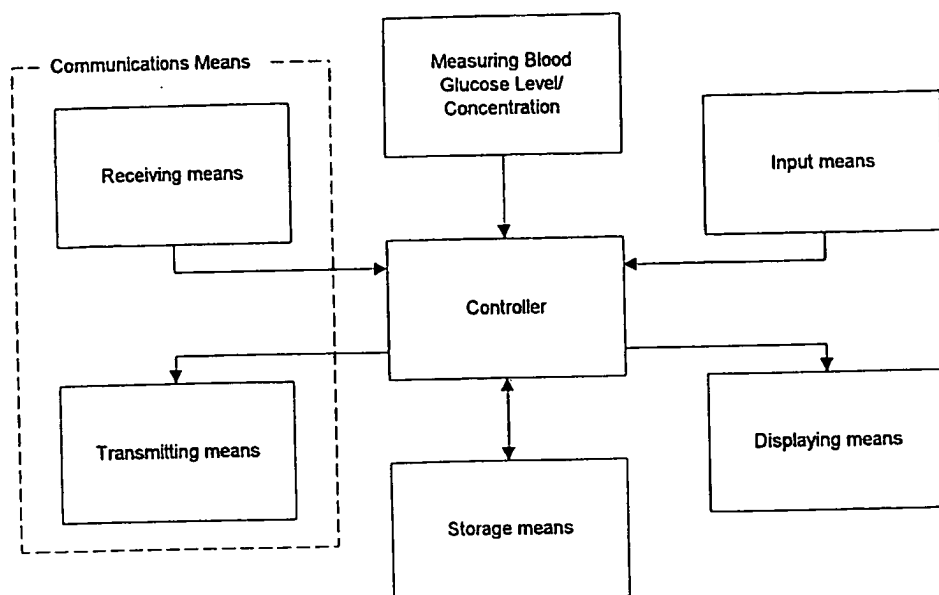 Communications Means
Measuring Blood
Glucose Level/
Concentration
Receiving means
Input means
Controller
Transmitting means
Displaying means
Storage means